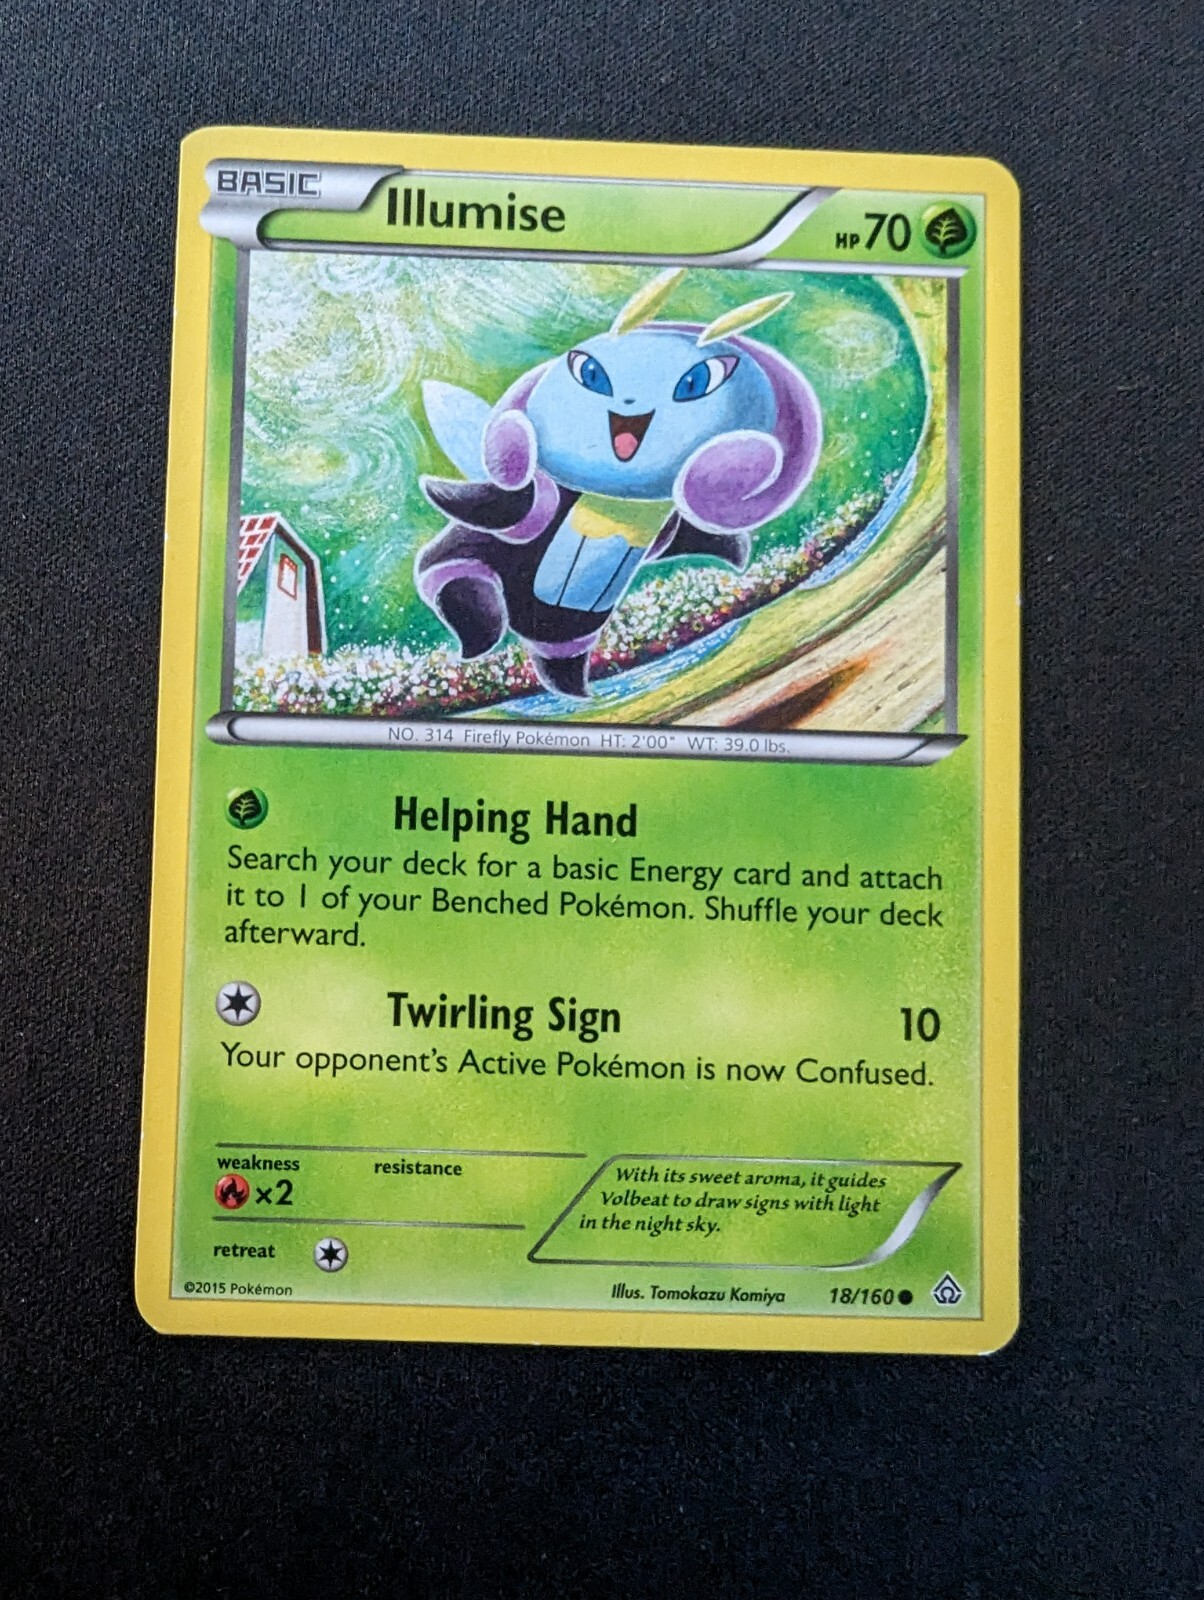 BASIC
Illumise
HP 70
NO. 314 Firefly Pokémon HT: 2'00" WT: 39.0 lbs.
Helping Hand
Search your deck for a basic Energy card and attach
it to 1 of your Benched Pokémon. Shuffle your deck
afterward.
Twirling Sign 10
Your opponent's Active Pokémon is now Confused.
weakness resistance
×2
With its sweet aroma, it guides
Volbeat to draw signs with light
in the night sky.
retreat
©2015 Pokémon Illus. Tomokazu Komiya 18/160